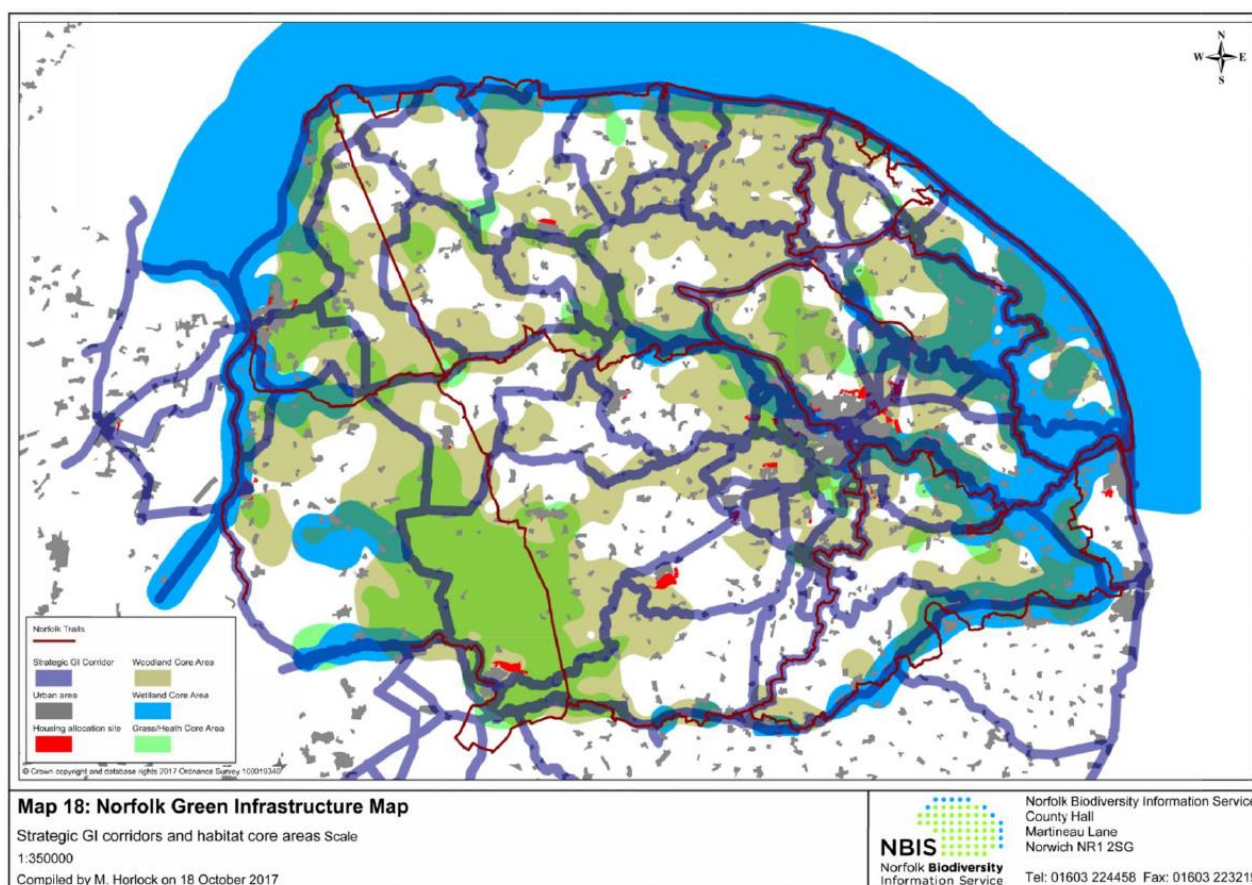 N
W E
S
Norfolk Trails
Strategic GI Corridor
Woodland Core Area
Urban area
Wetland Core Area
Housing allocation site
Grass/Heath Core Area
© Crown copyright and database rights 2017 Ordnance Survey 100019340
Map 18: Norfolk Green Infrastructure Map
Strategic GI corridors and habitat core areas Scale
1:350000
Compiled by M. Horlock on 18 October 2017
NBIS
Norfolk Biodiversity
Information Service
Norfolk Biodiversity Information Service
County Hall
Martineau Lane
Norwich NR1 2SG
Tel: 01603 224458 Fax: 01603 223219